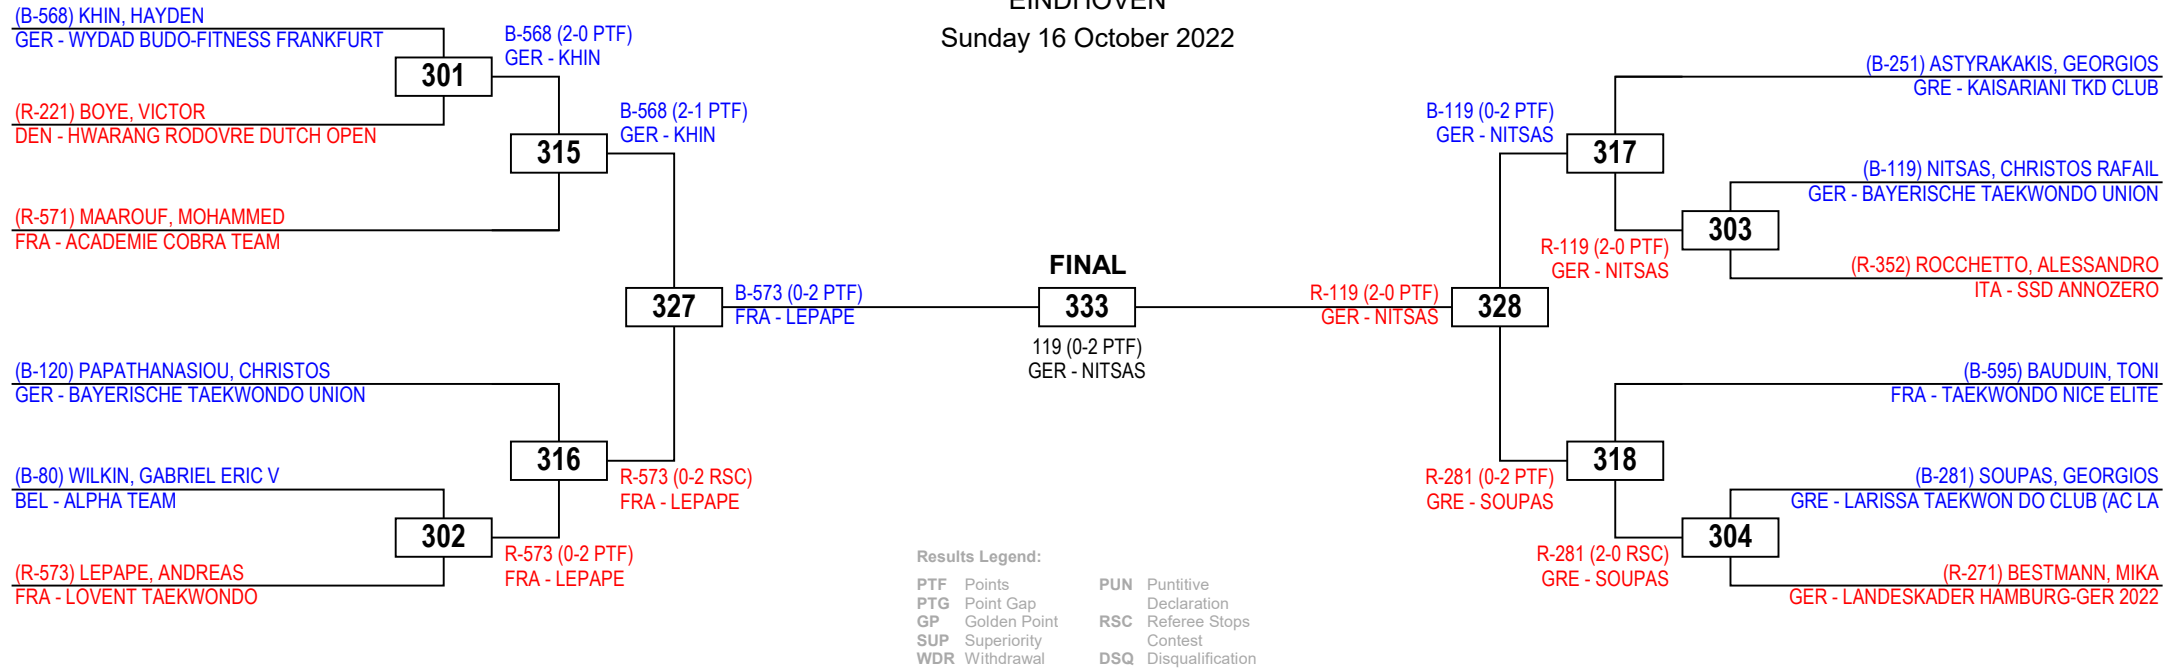 EINDHOVEN
Sunday 16 October 2022
(B-568) KHIN, HAYDEN
GER - WYDAD BUDO-FITNESS FRANKFURT
301
(R-221) BOYE, VICTOR
DEN - HWARANG RODOVRE DUTCH OPEN
B-568 (2-0 PTF)
GER - KHIN
315
(R-571) MAAROUF, MOHAMMED
FRA - ACADEMIE COBRA TEAM
B-568 (2-1 PTF)
GER - KHIN
327
(B-120) PAPATHANASIOU, CHRISTOS
GER - BAYERISCHE TAEKWONDO UNION
316
(B-80) WILKIN, GABRIEL ERIC V
BEL - ALPHA TEAM
302
(R-573) LEPAPE, ANDREAS
FRA - LOVENT TAEKWONDO
R-573 (0-2 PTF)
FRA - LEPAPE
R-573 (0-2 RSC)
FRA - LEPAPE
B-573 (0-2 PTF)
FRA - LEPAPE
FINAL
333
119 (0-2 PTF)
GER - NITSAS
R-119 (2-0 PTF)
GER - NITSAS
328
B-119 (0-2 PTF)
GER - NITSAS
317
(B-251) ASTYRAKAKIS, GEORGIOS
GRE - KAISARIANI TKD CLUB
(B-119) NITSAS, CHRISTOS RAFAIL
GER - BAYERISCHE TAEKWONDO UNION
303
R-119 (2-0 PTF)
GER - NITSAS
(R-352) ROCCHETTO, ALESSANDRO
ITA - SSD ANNOZERO
(B-595) BAUDUIN, TONI
FRA - TAEKWONDO NICE ELITE
318
R-281 (0-2 PTF)
GRE - SOUPAS
(B-281) SOUPAS, GEORGIOS
GRE - LARISSA TAEKWON DO CLUB (AC LA
304
R-281 (2-0 RSC)
GRE - SOUPAS
(R-271) BESTMANN, MIKA
GER - LANDESKADER HAMBURG-GER 2022
Results Legend:
PTF Points
PTG Point Gap
GP Golden Point
SUP Superiority
WDR Withdrawal
PUN Puntitive
Declaration
RSC Referee Stops
Contest
DSQ Disqualification